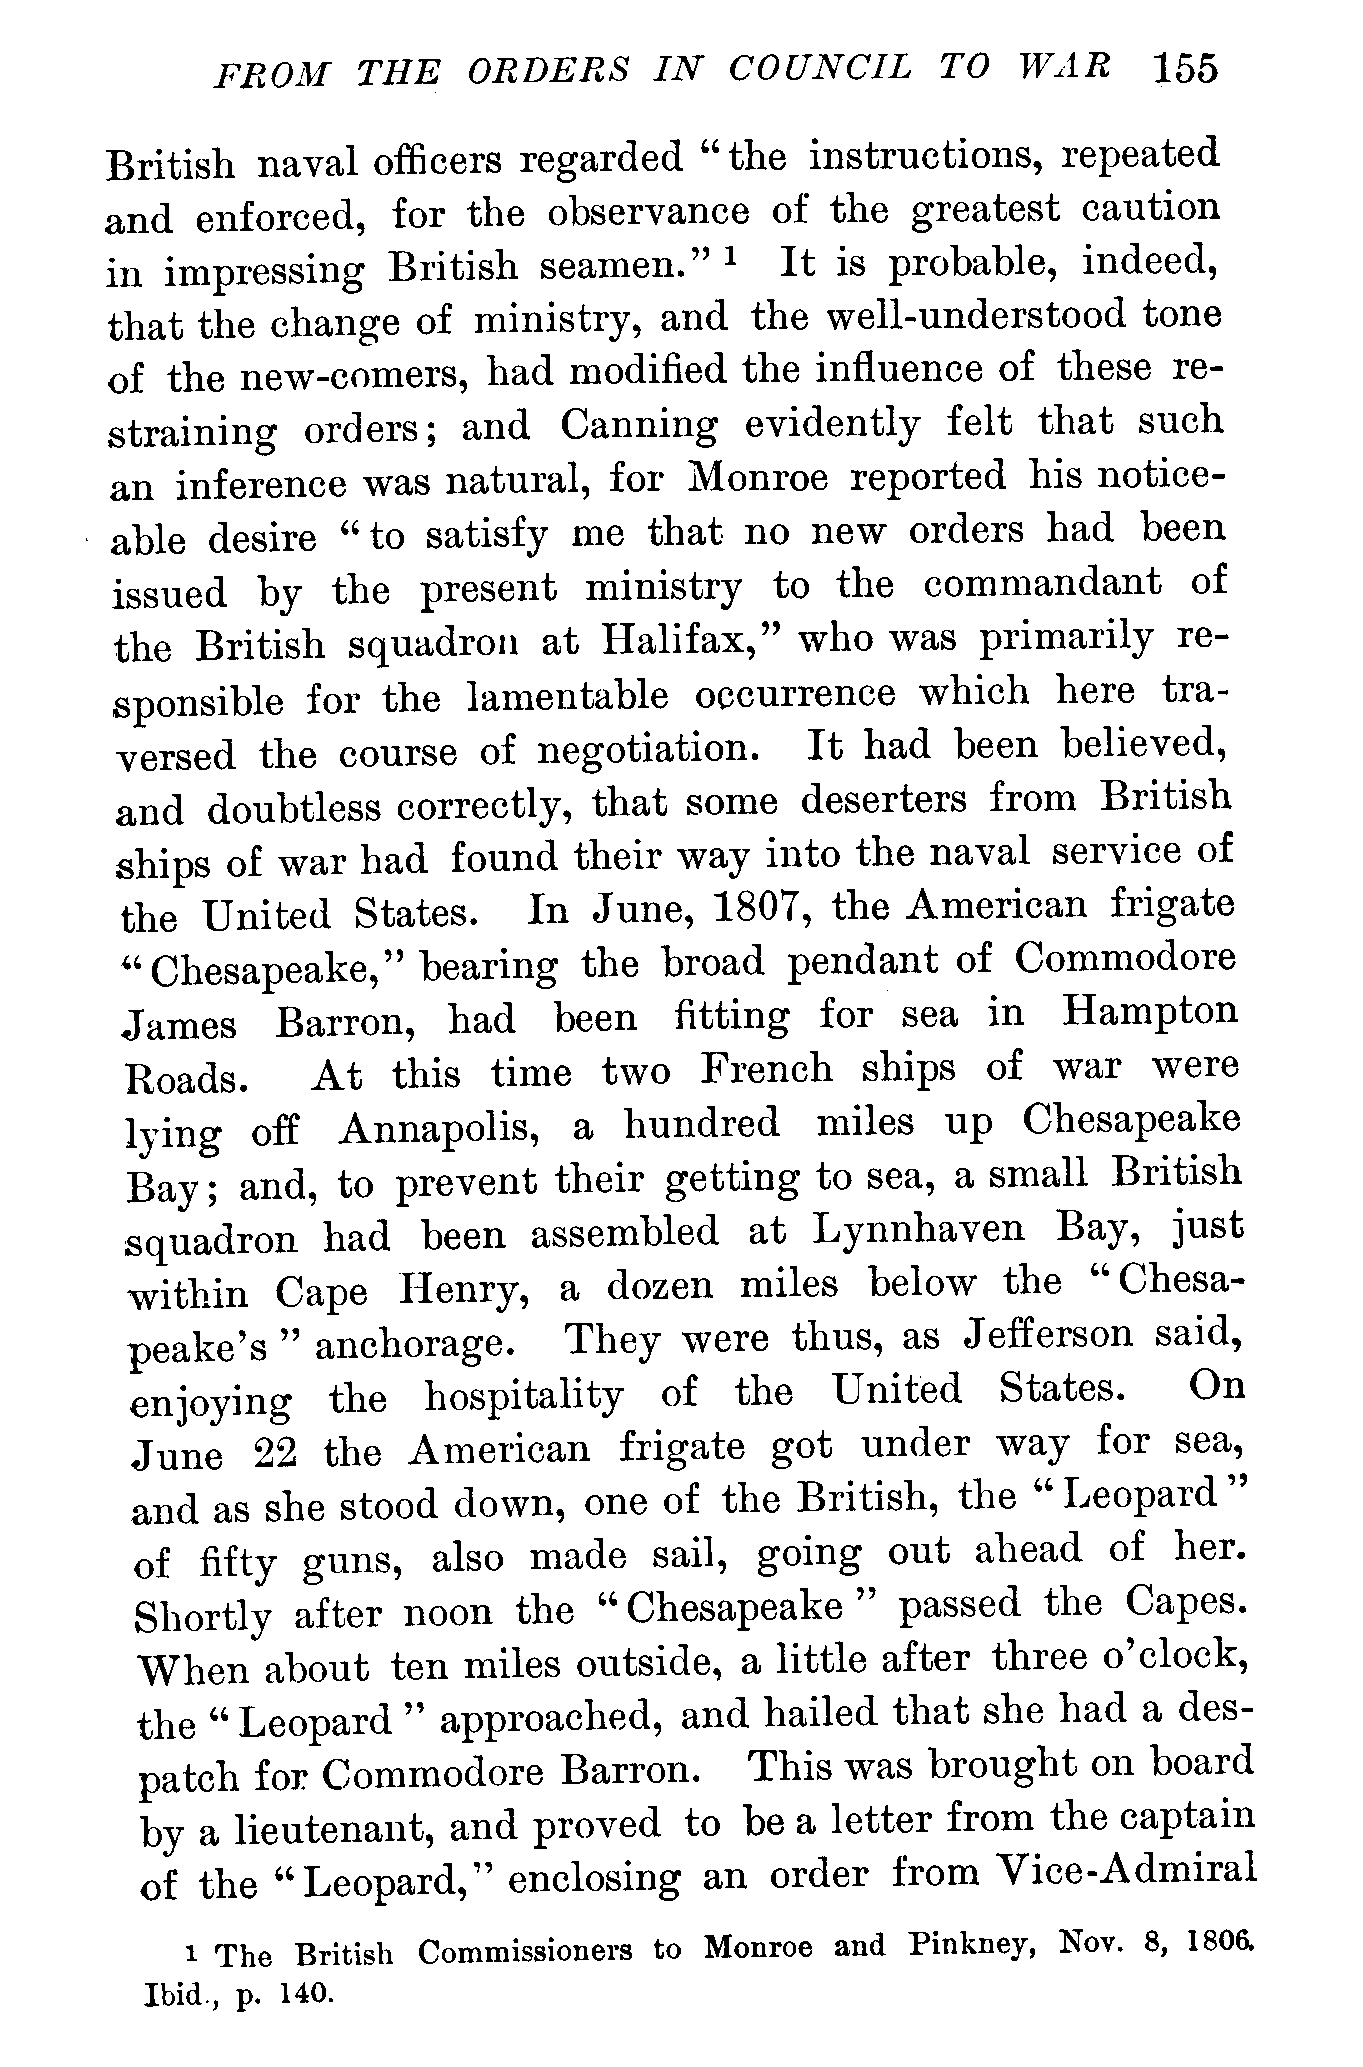 FROM THE ORDERS IN COUNCIL TO WAR 155
British naval officers regarded “the instructions, repeated
and enforced, for the observance of the greatest caution
in impressing British seamen.” 1 It is probable, indeed,
that the change of ministry, and the well-understood tone
of the new-comers, had modified the influence of these re-
straining orders; and Canning evidently felt that such
an inference was natural, for Monroe reported his notice-
able desire “to satisfy me that no new orders had been
issued by the present ministry to the commandant of
the British squadron at Halifax,” who was primarily re-
sponsible for the lamentable occurrence which here tra-
versed the course of negotiation. It had been believed,
and doubtless correctly, that some deserters from British
ships of war had found their way into the naval service of
the United States. In June, 1807, the American frigate
“Chesapeake,” bearing the broad pendant of Commodore
James Barron, had been fitting for sea in Hampton
Roads. At this time two French ships of war were
lying off Annapolis, a hundred miles up Chesapeake
Bay; and, to prevent their getting to sea, a small British
squadron had been assembled at Lynnhaven Bay, just
within Cape Henry, a dozen miles below the “Chesa-
peake’s” anchorage. They were thus, as Jefferson said,
enjoying the hospitality of the United States. On
June 22 the American frigate got under way for sea,
and as she stood down, one of the British, the “Leopard”
of fifty guns, also made sail, going out ahead of her.
Shortly after noon the “Chesapeake” passed the Capes.
When about ten miles outside, a little after three o’clock,
the “Leopard” approached, and hailed that she had a des-
patch for Commodore Barron. This was brought on board
by a lieutenant, and proved to be a letter from the captain
of the “Leopard,” enclosing an order from Vice-Admiral
1 The British Commissioners to Monroe and Pinkney, Nov. 8, 1806.
Ibid., p. 140.